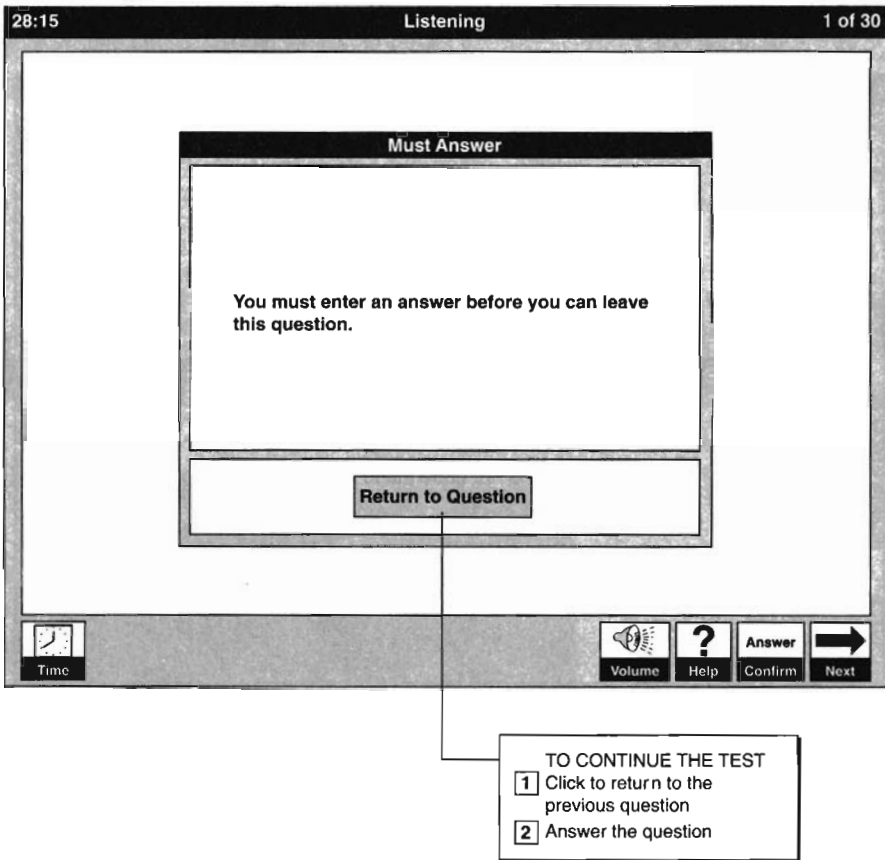 28:15 Listening 1 of 30
Must Answer
You must enter an answer before you can leave
this question.
Return to Question
Time
Volume
?
Help
Answer
Confirm
Next
TO CONTINUE THE TEST
1 Click to return to the
previous question
2 Answer the question